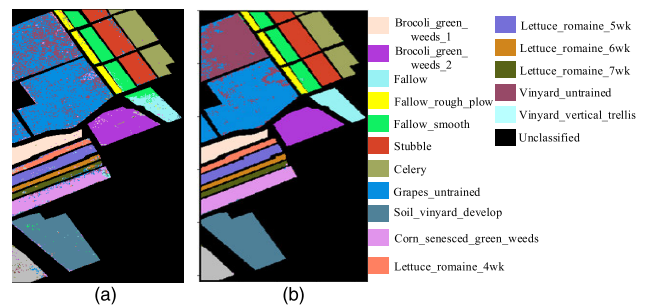 Brocoli_green_
weeds_1
Brocoli_green_
weeds_2
Fallow
Fallow_rough_plow
Fallow_smooth
Stubble
Celery
Grapes_untrained
Soil_vinyard_develop
Corn_senesced_green_weeds
Lettuce_romaine_4wk
Lettuce_romaine_5wk
Lettuce_romaine_6wk
Lettuce_romaine_7wk
Vinyard_untrained
Vinyard_vertical_trellis
Unclassified
(a)
(b)